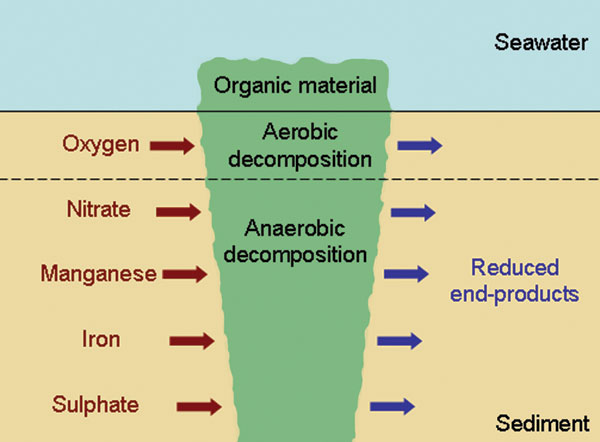 Seawater
Organic material
Oxygen
Aerobic
decomposition
Nitrate
Anaerobic
decomposition
Manganese
Reduced
end-products
Iron
Sulphate
Sediment